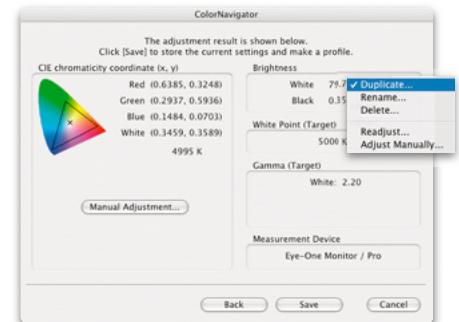 ColorNavigator
The adjustment result is shown below.
Click [Save] to store the current settings and make a profile.
CIE chromaticity coordinate (x, y)
Red (0.6385, 0.3248)
Green (0.2937, 0.5936)
Blue (0.1484, 0.0703)
White (0.3459, 0.3589)
4995 K
Manual Adjustment...
Brightness
White 79.7
Black 0.35
✓ Duplicate...
Rename...
Delete...
Readjust...
Adjust Manually...
White Point (Target)
5000 K
Gamma (Target)
White: 2.20
Measurement Device
Eye-One Monitor / Pro
Back
Save
Cancel